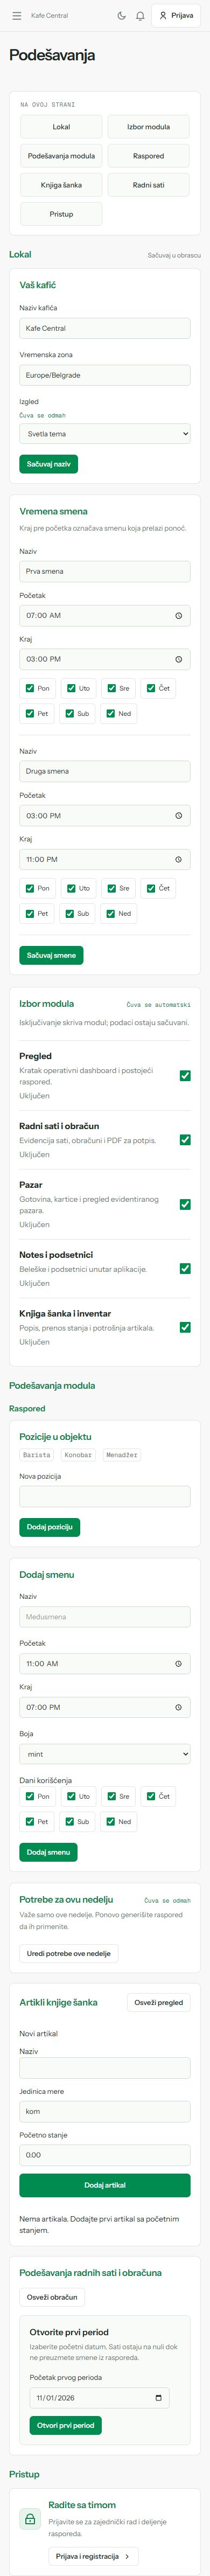 Kafe Central
Prijava
Podešavanja
NA OVOJ STRANI
Lokal
Izbor modula
Podešavanja modula
Raspored
Knjiga šanka
Radni sati
Pristup
Lokal
Sačuvaj u obrascu
Vaš kafić
Naziv kafića
Kafe Central
Vremenska zona
Europe/Belgrade
Izgled
Čuva se odmah
Svetla tema
Sačuvaj naziv
Vremena smena
Kraj pre početka označava smenu koja prelazi ponoć.
Naziv
Prva smena
Početak
07:00 AM
Kraj
03:00 PM
Pon
Uto
Sre
Čet
Pet
Sub
Ned
Naziv
Druga smena
Početak
03:00 PM
Kraj
11:00 PM
Pon
Uto
Sre
Čet
Pet
Sub
Ned
Sačuvaj smene
Izbor modula
Čuva se automatski
Isključivanje skriva modul; podaci ostaju sačuvani.
Pregled
Kratak operativni dashboard i postojeći
raspored.
Uključen
Radni sati i obračun
Evidencija sati, obračuni i PDF za potpis.
Uključen
Pazar
Gotovina, kartice i pregled evidentiranog
pazara.
Uključen
Notes i podsetnici
Beleške i podsetnici unutar aplikacije.
Uključen
Knjiga šanka i inventar
Popis, prenos stanja i potrošnja artikala.
Uključen
Podešavanja modula
Raspored
Pozicije u objektu
Barista
Konobar
Menadžer
Nova pozicija
Dodaj poziciju
Dodaj smenu
Naziv
Međusmena
Početak
11:00 AM
Kraj
07:00 PM
Boja
mint
Dani korišćenja
Pon
Uto
Sre
Čet
Pet
Sub
Ned
Dodaj smenu
Potrebe za ovu nedelju
Čuva se odmah
Važe samo ove nedelje. Ponovo generišite raspored
da ih primenite.
Uredi potrebe ove nedelje
Artikli knjige šanka
Osveži pregled
Novi artikal
Naziv
Jedinica mere
kom
Početno stanje
0.00
Dodaj artikal
Nema artikala. Dodajte prvi artikal sa početnim
stanjem.
Podešavanja radnih sati i obračuna
Osveži obračun
Otvorite prvi period
Izaberite početni datum. Sati ostaju na nuli dok
ne preuzmete smene iz rasporeda.
Početak prvog perioda
11/01/2026
Otvori prvi period
Pristup
Radite sa timom
Prijavite se za zajednički rad i deljenje
rasporeda.
Prijava i registracija